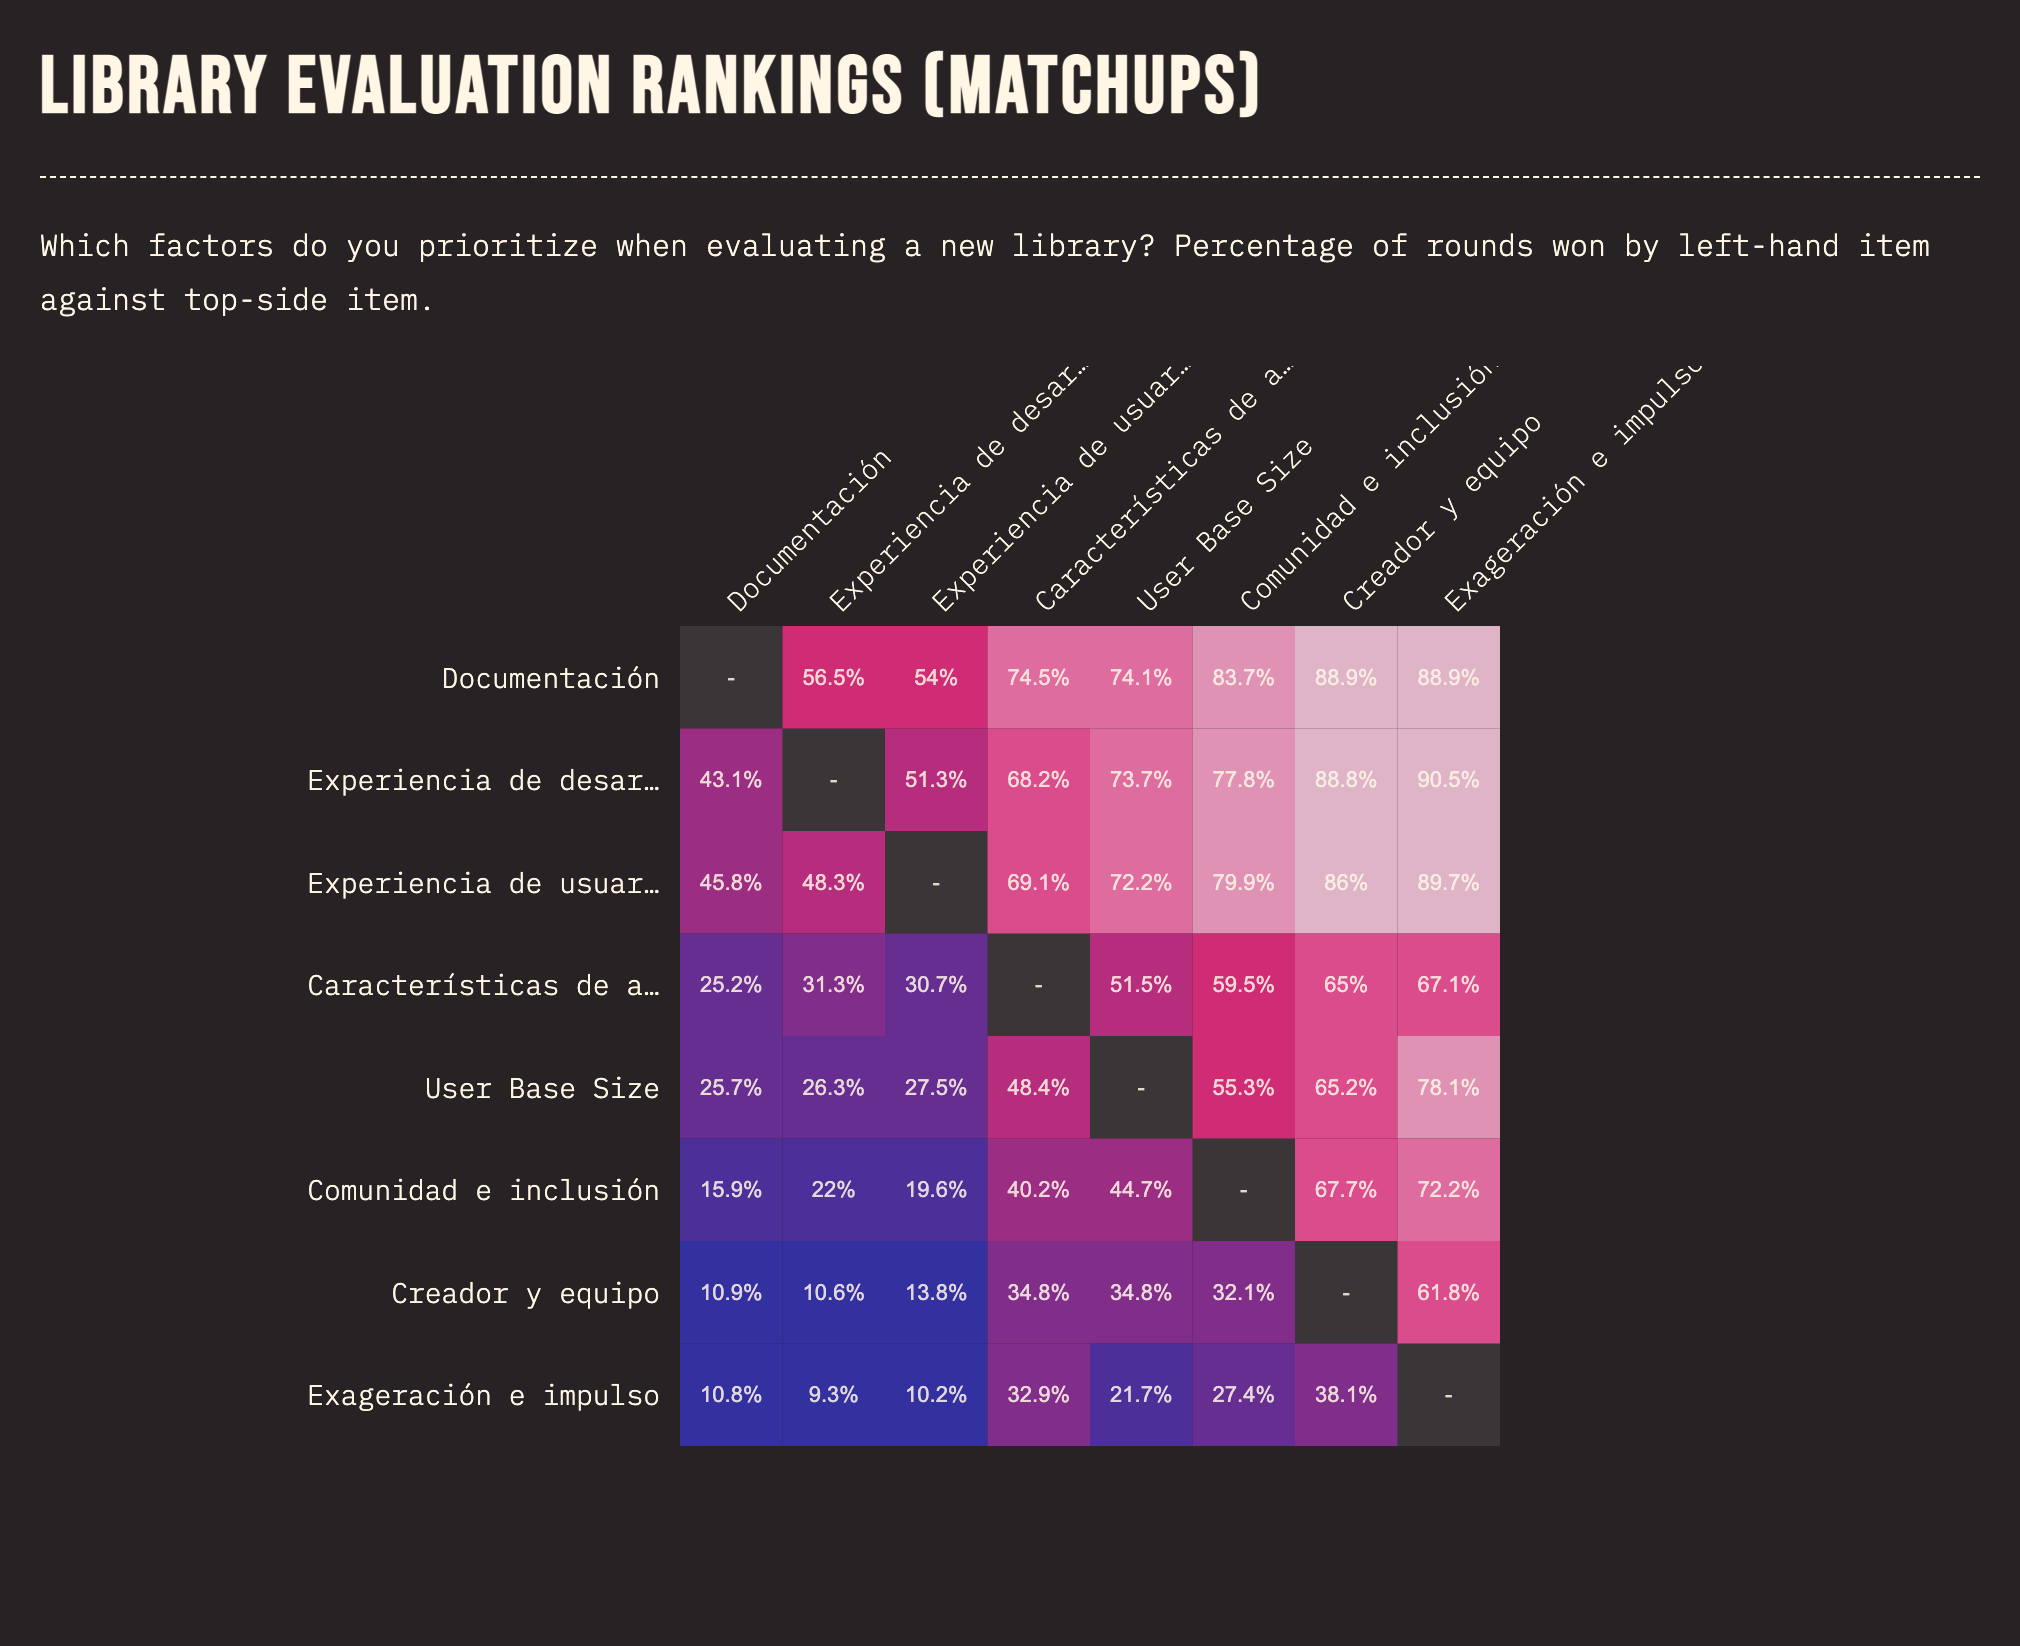 LIBRARY EVALUATION RANKINGS (MATCHUPS)
Which factors do you prioritize when evaluating a new library? Percentage of rounds won by left-hand item
against top-side item.
Documentación
Experiencia de desar…
Experiencia de usuar…
Características de a…
User Base Size
Comunidad e inclusión
Creador y equipo
Exageración e impulso
Documentación - 56.5% 54% 74.5% 74.1% 83.7% 88.9% 88.9%
Experiencia de desar… 43.1% - 51.3% 68.2% 73.7% 77.8% 88.8% 90.5%
Experiencia de usuar… 45.8% 48.3% - 69.1% 72.2% 79.9% 86% 89.7%
Características de a… 25.2% 31.3% 30.7% - 51.5% 59.5% 65% 67.1%
User Base Size 25.7% 26.3% 27.5% 48.4% - 55.3% 65.2% 78.1%
Comunidad e inclusión 15.9% 22% 19.6% 40.2% 44.7% - 67.7% 72.2%
Creador y equipo 10.9% 10.6% 13.8% 34.8% 34.8% 32.1% - 61.8%
Exageración e impulso 10.8% 9.3% 10.2% 32.9% 21.7% 27.4% 38.1% -